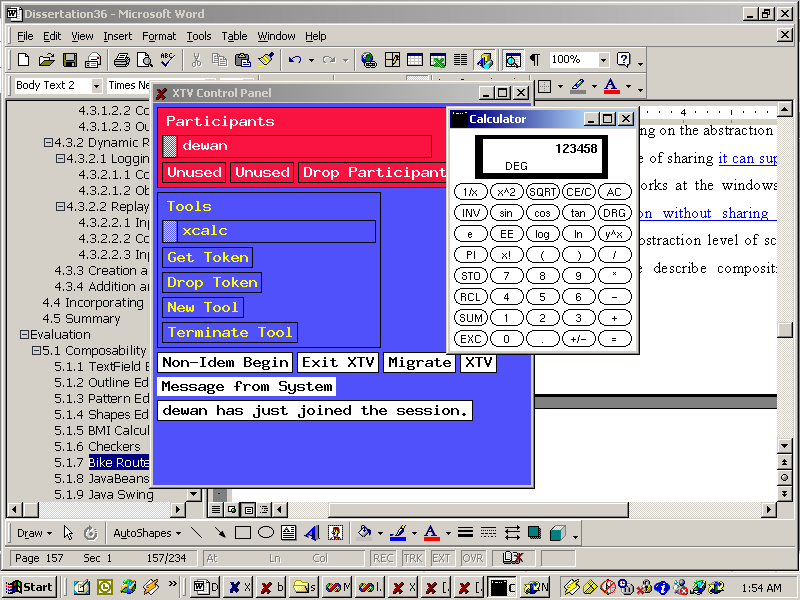 Dissertation36 - Microsoft Word
File Edit View Insert Format Tools Table Window Help
100%
Body Text 2 Times Ne
4.3.1.2.2 Co
4.3.1.2.3 Ou
4.3.2 Dynamic R
4.3.2.1 Loggin
4.3.2.1.1 Co
4.3.2.1.2 Ob
4.3.2.2 Replay
4.3.2.2.1 Inp
4.3.2.2.2 Co
4.3.2.2.3 Inp
4.3.3 Creation a
4.3.4 Addition an
4.4 Incorporating
4.5 Summary
Evaluation
5.1 Composability
5.1.1 TextField E
5.1.2 Outline Ed
5.1.3 Pattern Ed
5.1.4 Shapes Ed
5.1.5 BMI Calcul
5.1.6 Checkers
5.1.7 Bike Route
5.1.8 JavaBeans
5.1.9 Java Swing
XTV Control Panel
Participants
dewan
Unused Unused Drop Participant
Tools
xcalc
Get Token
Drop Token
New Tool
Terminate Tool
Non-Idem Begin Exit XTV Migrate XTV
Message from System
dewan has just joined the session.
Calculator
123458
DEG
1/x x^2 SQRT CE/C AC
INV sin cos tan DRG
e EE log ln y^x
PI x! ( ) /
STO 7 8 9 *
RCL 4 5 6 -
SUM 1 2 3 +
EXC 0 . +/- =
4 5
ng on the abstraction
e of sharing it can sup
orks at the windows
n without sharing
bstraction level of sc
e describe compositi
Draw AutoShapes
Page 157 Sec 1 157/234 At Ln Col REC TRK EXT OVR
Start D X b s M I. X [. [. C N 1:54 AM